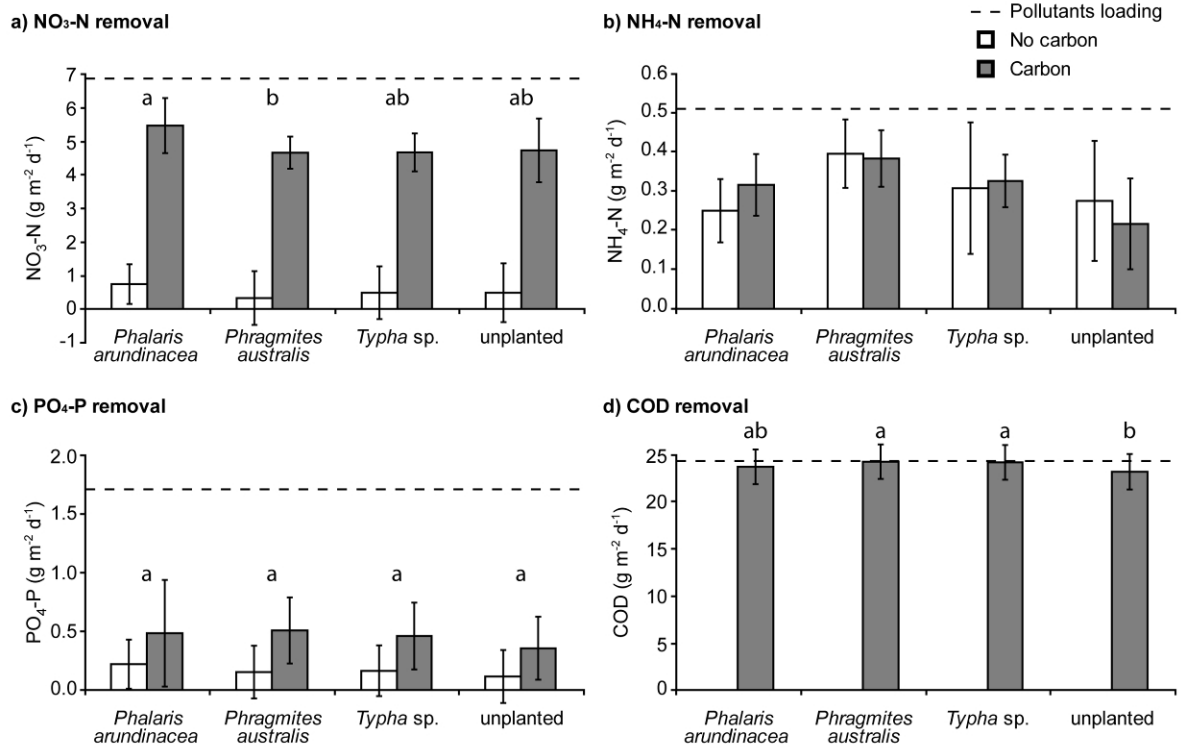 a) NO₃-N removal
7
6
5
4
3
2
1
0
-1
NO₃-N (g m⁻² d⁻¹)
a
b
ab
ab
Phalaris
arundinacea
Phragmites
australis
Typha sp.
unplanted
b) NH₄-N removal
Pollutants loading
No carbon
Carbon
0.6
0.5
0.4
0.3
0.2
0.1
0.0
NH₄-N (g m⁻² d⁻¹)
Phalaris
arundinacea
Phragmites
australis
Typha sp.
unplanted
c) PO₄-P removal
2.0
1.5
1.0
0.5
0.0
PO₄-P (g m⁻² d⁻¹)
a
a
a
a
Phalaris
arundinacea
Phragmites
australis
Typha sp.
unplanted
d) COD removal
25
20
15
10
5
0
COD (g m⁻² d⁻¹)
ab
a
a
b
Phalaris
arundinacea
Phragmites
australis
Typha sp.
unplanted